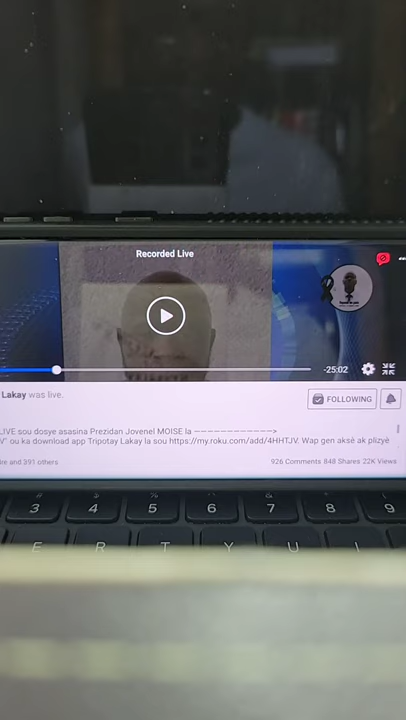 Recorded Live
-25:02
Lakay was live.
FOLLOWING
LIVE sou dosye asasina Prezidan Jovenel MOISE la ———————————>
V" ou ka download app Tripotay Lakay la sou https://my.roku.com/add/4HHTJV. Wap gen aksè ak plizyè
ire and 391 others
926 Comments 848 Shares 22K Views
3 4 5 6 7 8 9
E R T Y U I